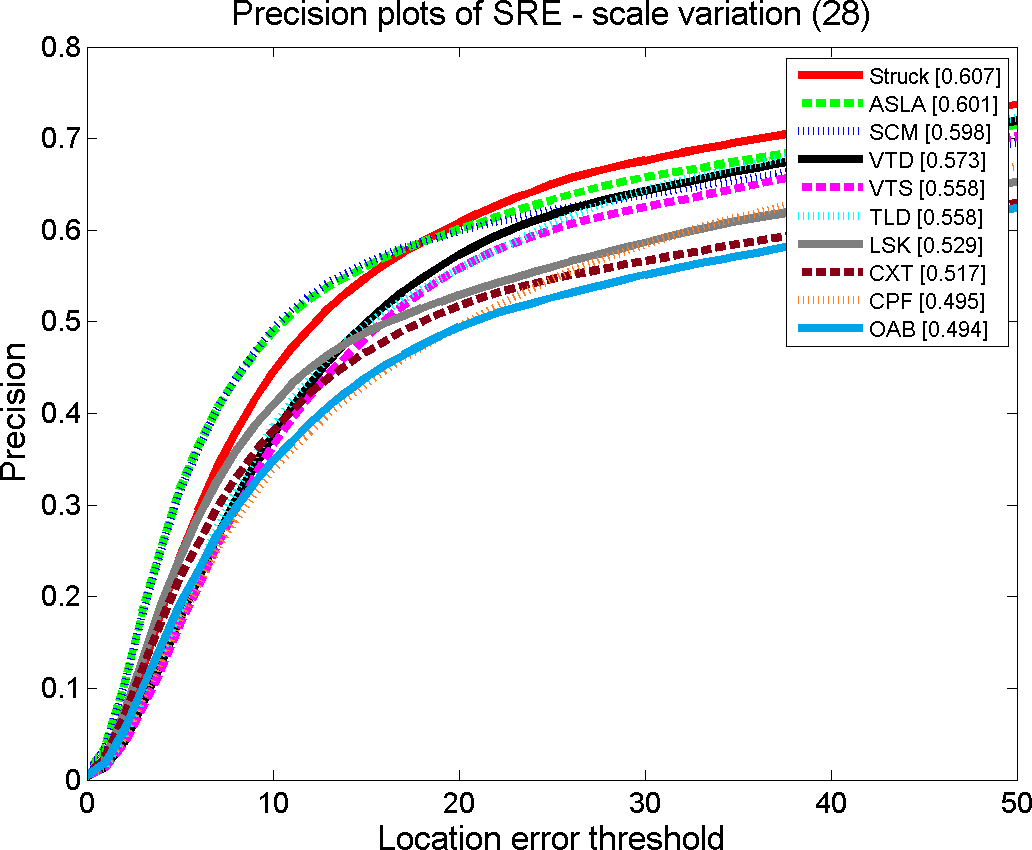 Precision plots of SRE - scale variation (28)
0.8
0.7
0.6
0.5
0.4
0.3
0.2
0.1
0
Precision
Struck [0.607]
ASLA [0.601]
SCM [0.598]
VTD [0.573]
VTS [0.558]
TLD [0.558]
LSK [0.529]
CXT [0.517]
CPF [0.495]
OAB [0.494]
0 10 20 30 40 50
Location error threshold